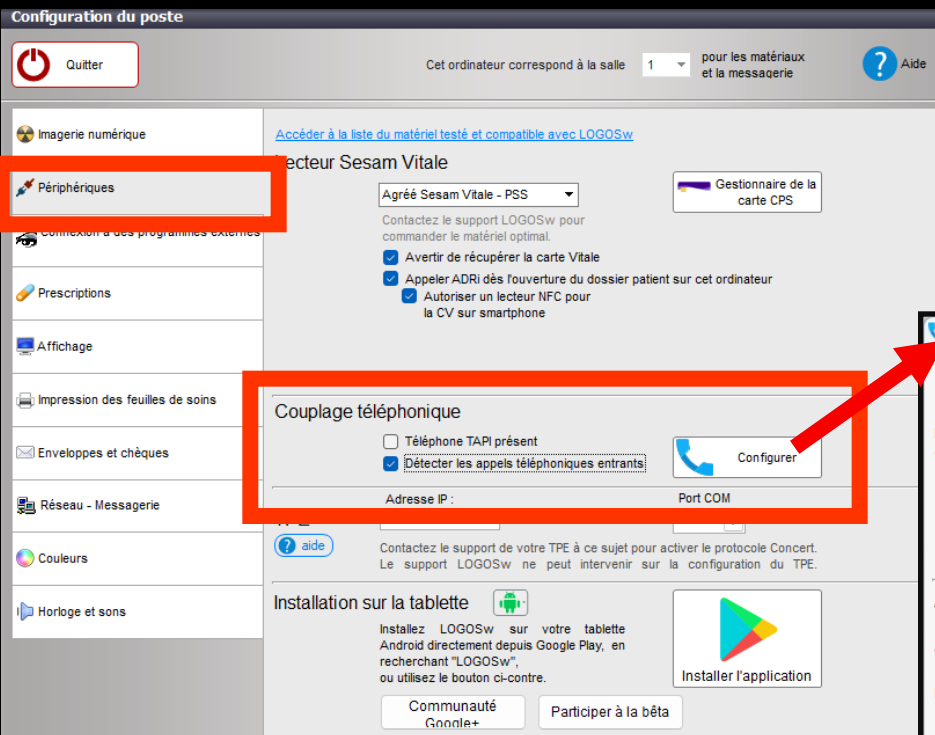 Configuration du poste
Quitter
Cet ordinateur correspond à la salle
1
pour les matériaux
et la messagerie
Aide
Imagerie numérique
Périphériques
Connexion à des programmes externes
Prescriptions
Affichage
Impression des feuilles de soins
Enveloppes et chèques
Réseau - Messagerie
Couleurs
Horloge et sons
Accéder à la liste du matériel testé et compatible avec LOGOSw
Lecteur Sesam Vitale
Agréé Sesam Vitale - PSS
Gestionnaire de la
carte CPS
Contactez le support LOGOSw pour
commander le matériel optimal.
Avertir de récupérer la carte Vitale
Appeler ADRi dès l'ouverture du dossier patient sur cet ordinateur
Autoriser un lecteur NFC pour
la CV sur smartphone
Couplage téléphonique
Téléphone TAPI présent
Détecter les appels téléphoniques entrants
Configurer
Adresse IP :
Port COM
aide
Contactez le support de votre TPE à ce sujet pour activer le protocole Concert.
Le support LOGOSw ne peut intervenir sur la configuration du TPE.
Installation sur la tablette
Installez LOGOSw sur votre tablette
Android directement depuis Google Play, en
recherchant "LOGOSw",
ou utilisez le bouton ci-contre.
Installer l'application
Communauté
Google+
Participer à la bêta